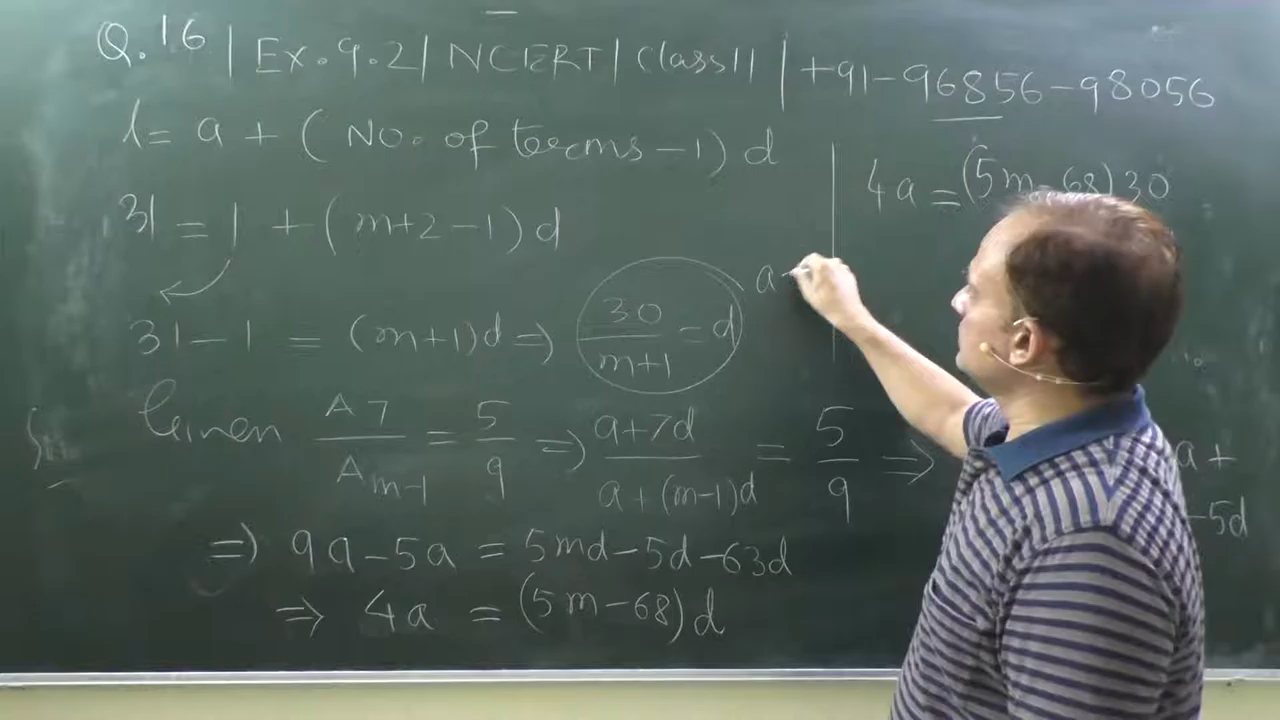 Q.16 | Ex. 9.2 | NCERT | Class 11 | +91-96856-98056
l = a + (No. of terms - 1) d
31 = 1 + (m+2-1) d
31-1 = (m+1)d ⇒ 30/m+1 = d
Given A7/Am-1 = 5/9 ⇒ a+7d/a+(m-1)d = 5/9 ⇒
⇒ 9a-5a = 5md-5d-63d
⇒ 4a = (5m-68)d
4a = (5m-68)30
a
a +
-5d